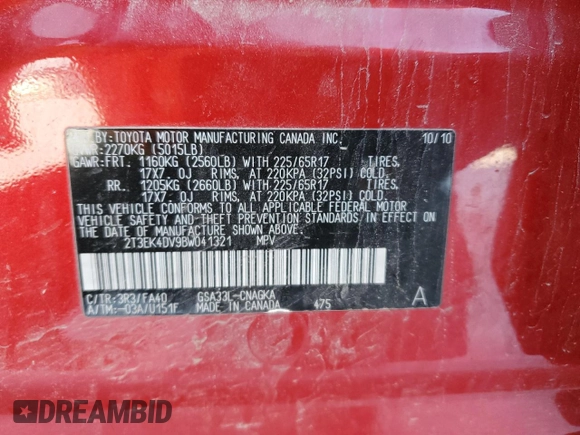 BY: TOYOTA MOTOR MANUFACTURING CANADA INC. 10/10
2270KG (5015LB)
GAWR: FRT. 1160KG (2560LB) WITH 225/65R17 TIRES,
17X7.0J RIMS, AT 220KPA (32PSI) COLD
RR. 1205KG (2660LB) WITH 225/65R17 TIRES,
17X7.0J RIMS, AT 220KPA (32PSI) COLD
THIS VEHICLE CONFORMS TO ALL APPLICABLE FEDERAL MOTOR
VEHICLE SAFETY AND THEFT PREVENTION STANDARDS IN EFFECT ON
THE DATE OF MANUFACTURE SHOWN ABOVE.
2T3EK4DV9BW041321 MPV
C/TR: 3R3/FA40 GSA33L-CNAGKA
A/TM: -03A/U151F MADE IN CANADA 475 A
DREAMBID